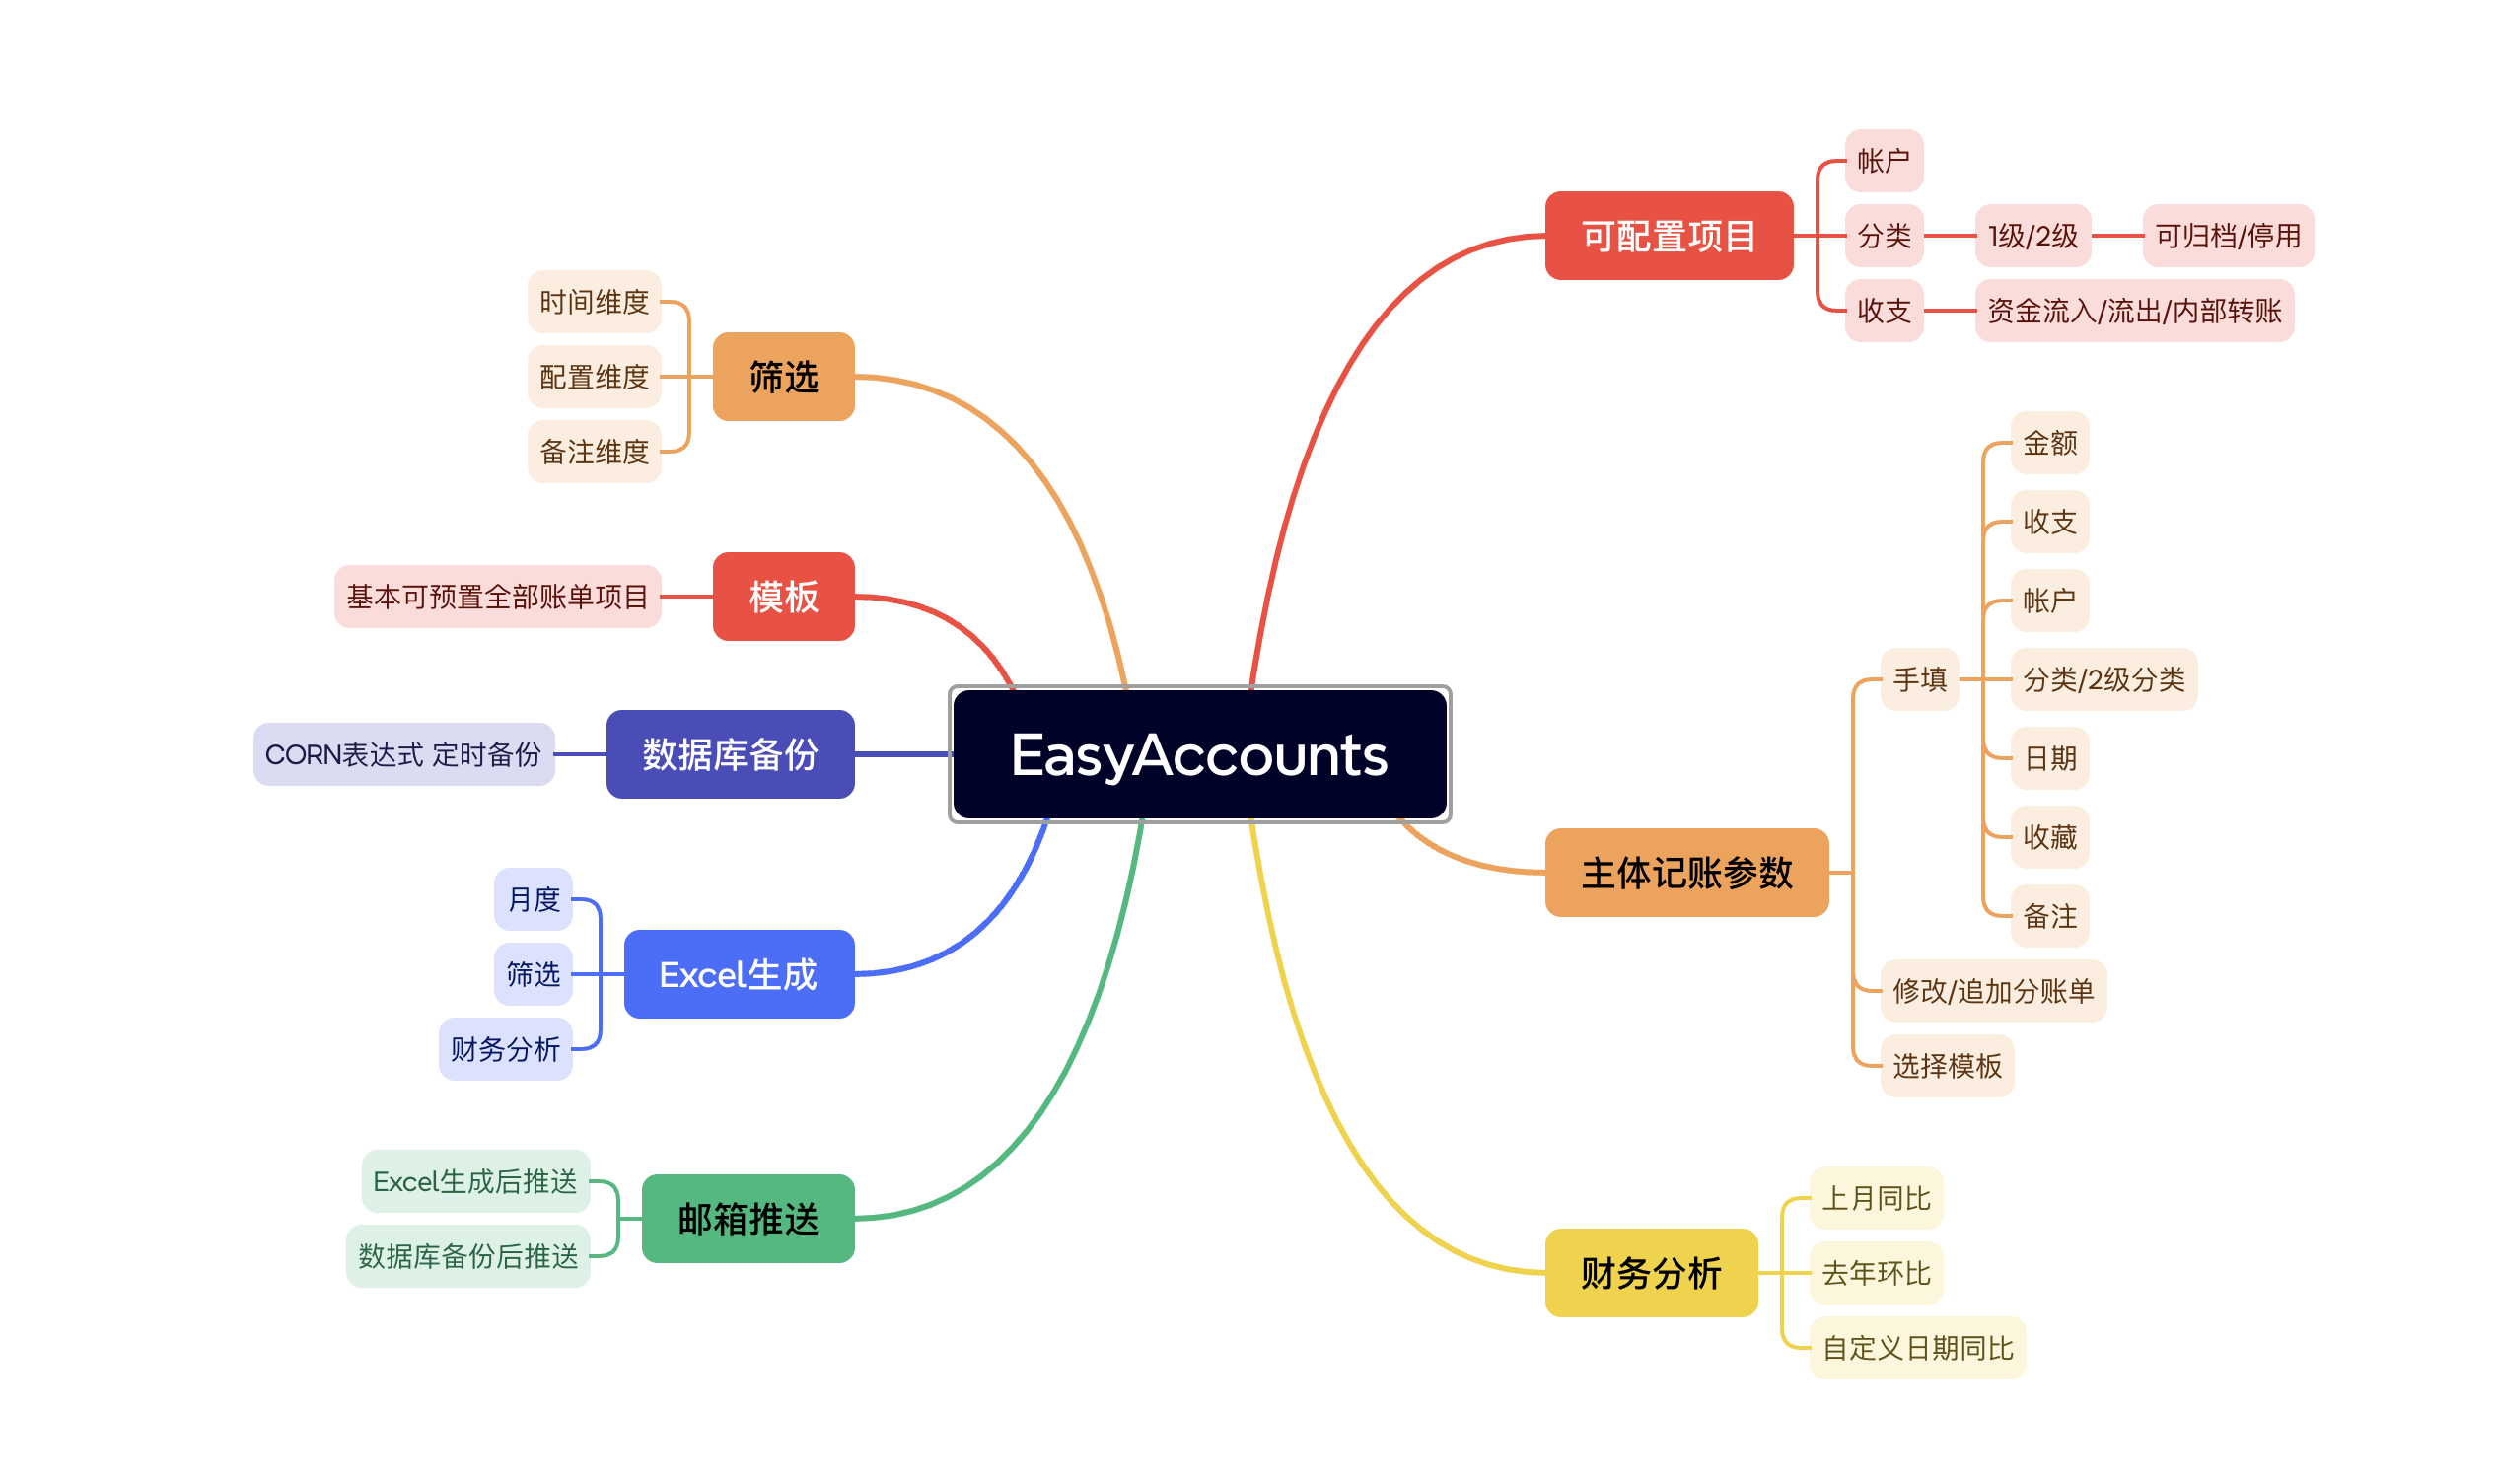 EasyAccounts
可配置项目
帐户
分类
1级/2级
可归档/停用
收支
资金流入/流出/内部转账
主体记账参数
手填
金额
收支
帐户
分类/2级分类
日期
收藏
备注
修改/追加分账单
选择模板
财务分析
上月同比
去年环比
自定义日期同比
筛选
时间维度
配置维度
备注维度
模板
基本可预置全部账单项目
数据库备份
CORN表达式 定时备份
Excel生成
月度
筛选
财务分析
邮箱推送
Excel生成后推送
数据库备份后推送